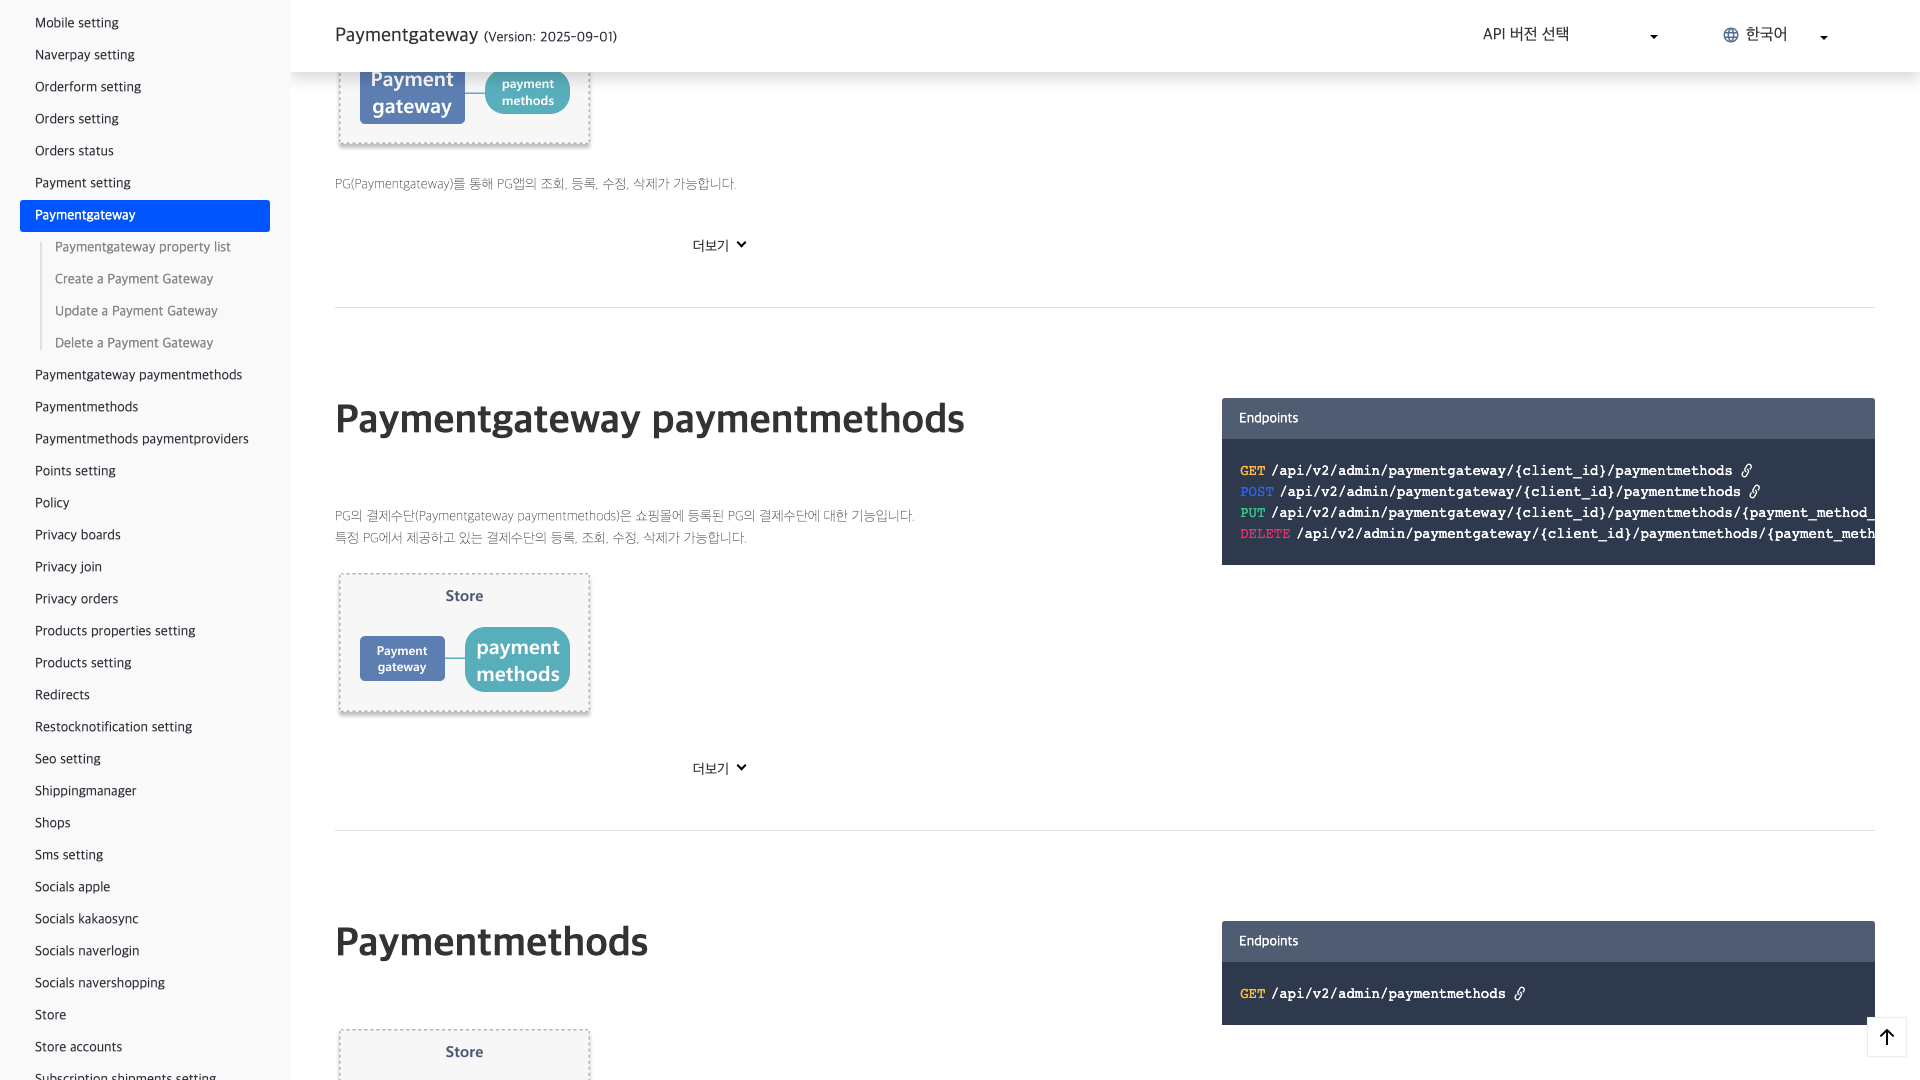 Mobile setting
Naverpay setting
Orderform setting
Orders setting
Orders status
Payment setting
Paymentgateway
Paymentgateway property list
Create a Payment Gateway
Update a Payment Gateway
Delete a Payment Gateway
Paymentgateway paymentmethods
Paymentmethods
Paymentmethods paymentproviders
Points setting
Policy
Privacy boards
Privacy join
Privacy orders
Products properties setting
Products setting
Redirects
Restocknotification setting
Seo setting
Shippingmanager
Shops
Sms setting
Socials apple
Socials kakaosync
Socials naverlogin
Socials navershopping
Store
Store accounts
Subscription shipments setting
Paymentgateway (Version: 2025-09-01)
API 버전 선택
한국어
Payment
gateway
payment
methods
PG(Paymentgateway)를 통해 PG앱의 조회, 등록, 수정, 삭제가 가능합니다.
더보기
Paymentgateway paymentmethods
PG의 결제수단(Paymentgateway paymentmethods)은 쇼핑몰에 등록된 PG의 결제수단에 대한 기능입니다.
특정 PG에서 제공하고 있는 결제수단의 등록, 조회, 수정, 삭제가 가능합니다.
Store
Payment
gateway
payment
methods
더보기
Endpoints
GET /api/v2/admin/paymentgateway/{client_id}/paymentmethods
POST /api/v2/admin/paymentgateway/{client_id}/paymentmethods
PUT /api/v2/admin/paymentgateway/{client_id}/paymentmethods/{payment_method_
DELETE /api/v2/admin/paymentgateway/{client_id}/paymentmethods/{payment_meth
Paymentmethods
Store
Endpoints
GET /api/v2/admin/paymentmethods